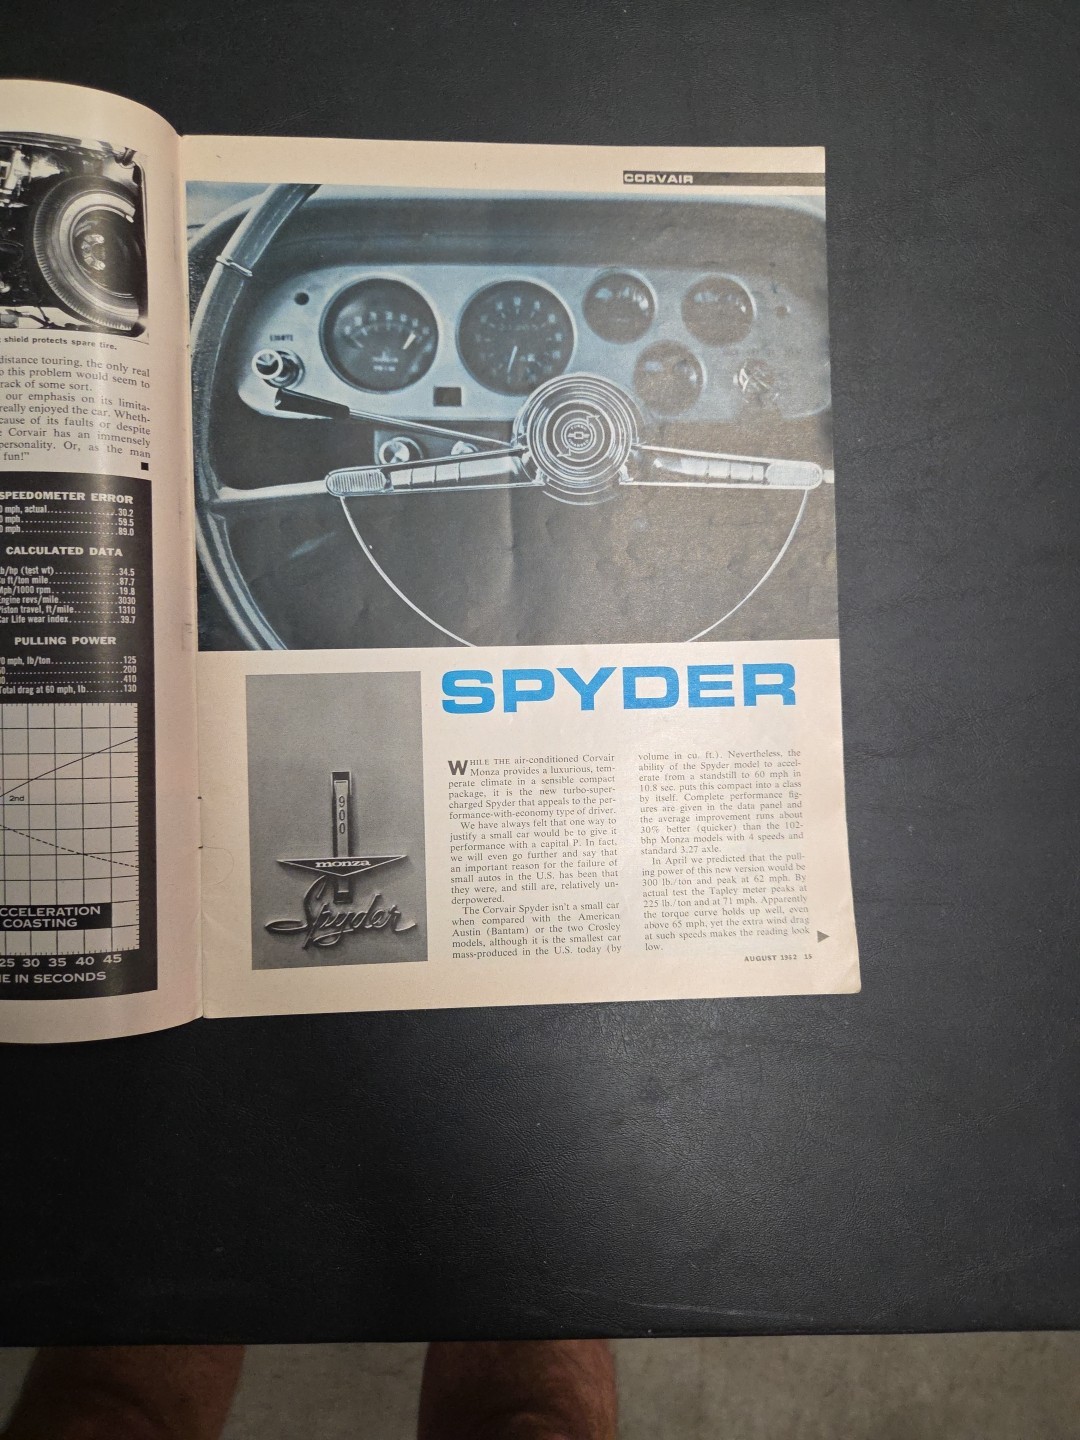 shield protects spare tire.
distance touring, the only real
this problem would seem to
rack of some sort.
our emphasis on its limita-
really enjoyed the car. Wheth-
cause of its faults or despite
Corvair has an immensely
personality. Or, as the man
fun!"
SPEEDOMETER ERROR
mph, actual....................30.2
mph....................59.5
mph....................89.0
CALCULATED DATA
lb/hp (test wt)....................34.5
cu ft/ton mile....................87.7
Mph/1000 rpm....................19.8
Engine revs/mile....................3030
Piston travel, ft/mile....................1310
Car Life wear index....................39.7
PULLING POWER
mph, lb/ton....................125
....................200
....................410
Total drag at 60 mph, lb....................130
2nd
ACCELERATION
COASTING
25 30 35 40 45
IN SECONDS
CORVAIR
SPYDER
900
monza
Spyder
WHILE THE air-conditioned Corvair
Monza provides a luxurious, tem-
perate climate in a sensible compact
package, it is the new turbo-super-
charged Spyder that appeals to the per-
formance-with-economy type of driver.
We have always felt that one way to
justify a small car would be to give it
performance with a capital P. In fact,
we will even go further and say that
an important reason for the failure of
small autos in the U.S. has been that
they were, and still are, relatively un-
derpowered.
The Corvair Spyder isn't a small car
when compared with the American
Austin (Bantam) or the two Crosley
models, although it is the smallest car
mass-produced in the U.S. today (by
volume in cu. ft.). Nevertheless, the
ability of the Spyder model to accel-
erate from a standstill to 60 mph in
10.8 sec. puts this compact into a class
by itself. Complete performance fig-
ures are given in the data panel and
the average improvement runs about
30% better (quicker) than the 102-
bhp Monza models with 4 speeds and
standard 3.27 axle.
In April we predicted that the pull-
ing power of this new version would be
300 lb./ton and peak at 62 mph. By
actual test the Tapley meter peaks at
225 lb./ton and at 71 mph. Apparently
the torque curve holds up well, even
above 65 mph, yet the extra wind drag
at such speeds makes the reading look
low.
AUGUST 1962 19